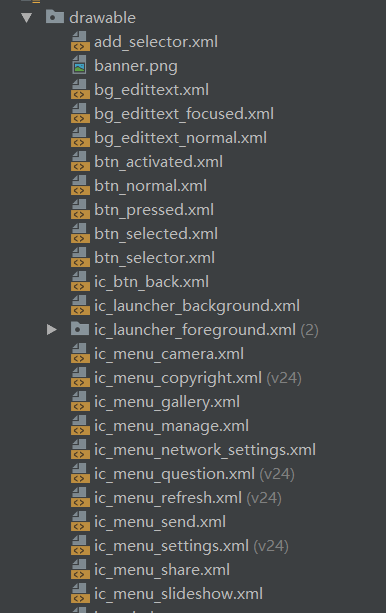 drawable
add_selector.xml
banner.png
bg_edittext.xml
bg_edittext_focused.xml
bg_edittext_normal.xml
btn_activated.xml
btn_normal.xml
btn_pressed.xml
btn_selected.xml
btn_selector.xml
ic_btn_back.xml
ic_launcher_background.xml
ic_launcher_foreground.xml (2)
ic_menu_camera.xml
ic_menu_copyright.xml (v24)
ic_menu_gallery.xml
ic_menu_manage.xml
ic_menu_network_settings.xml
ic_menu_question.xml (v24)
ic_menu_refresh.xml (v24)
ic_menu_send.xml
ic_menu_settings.xml (v24)
ic_menu_share.xml
ic_menu_slideshow.xml